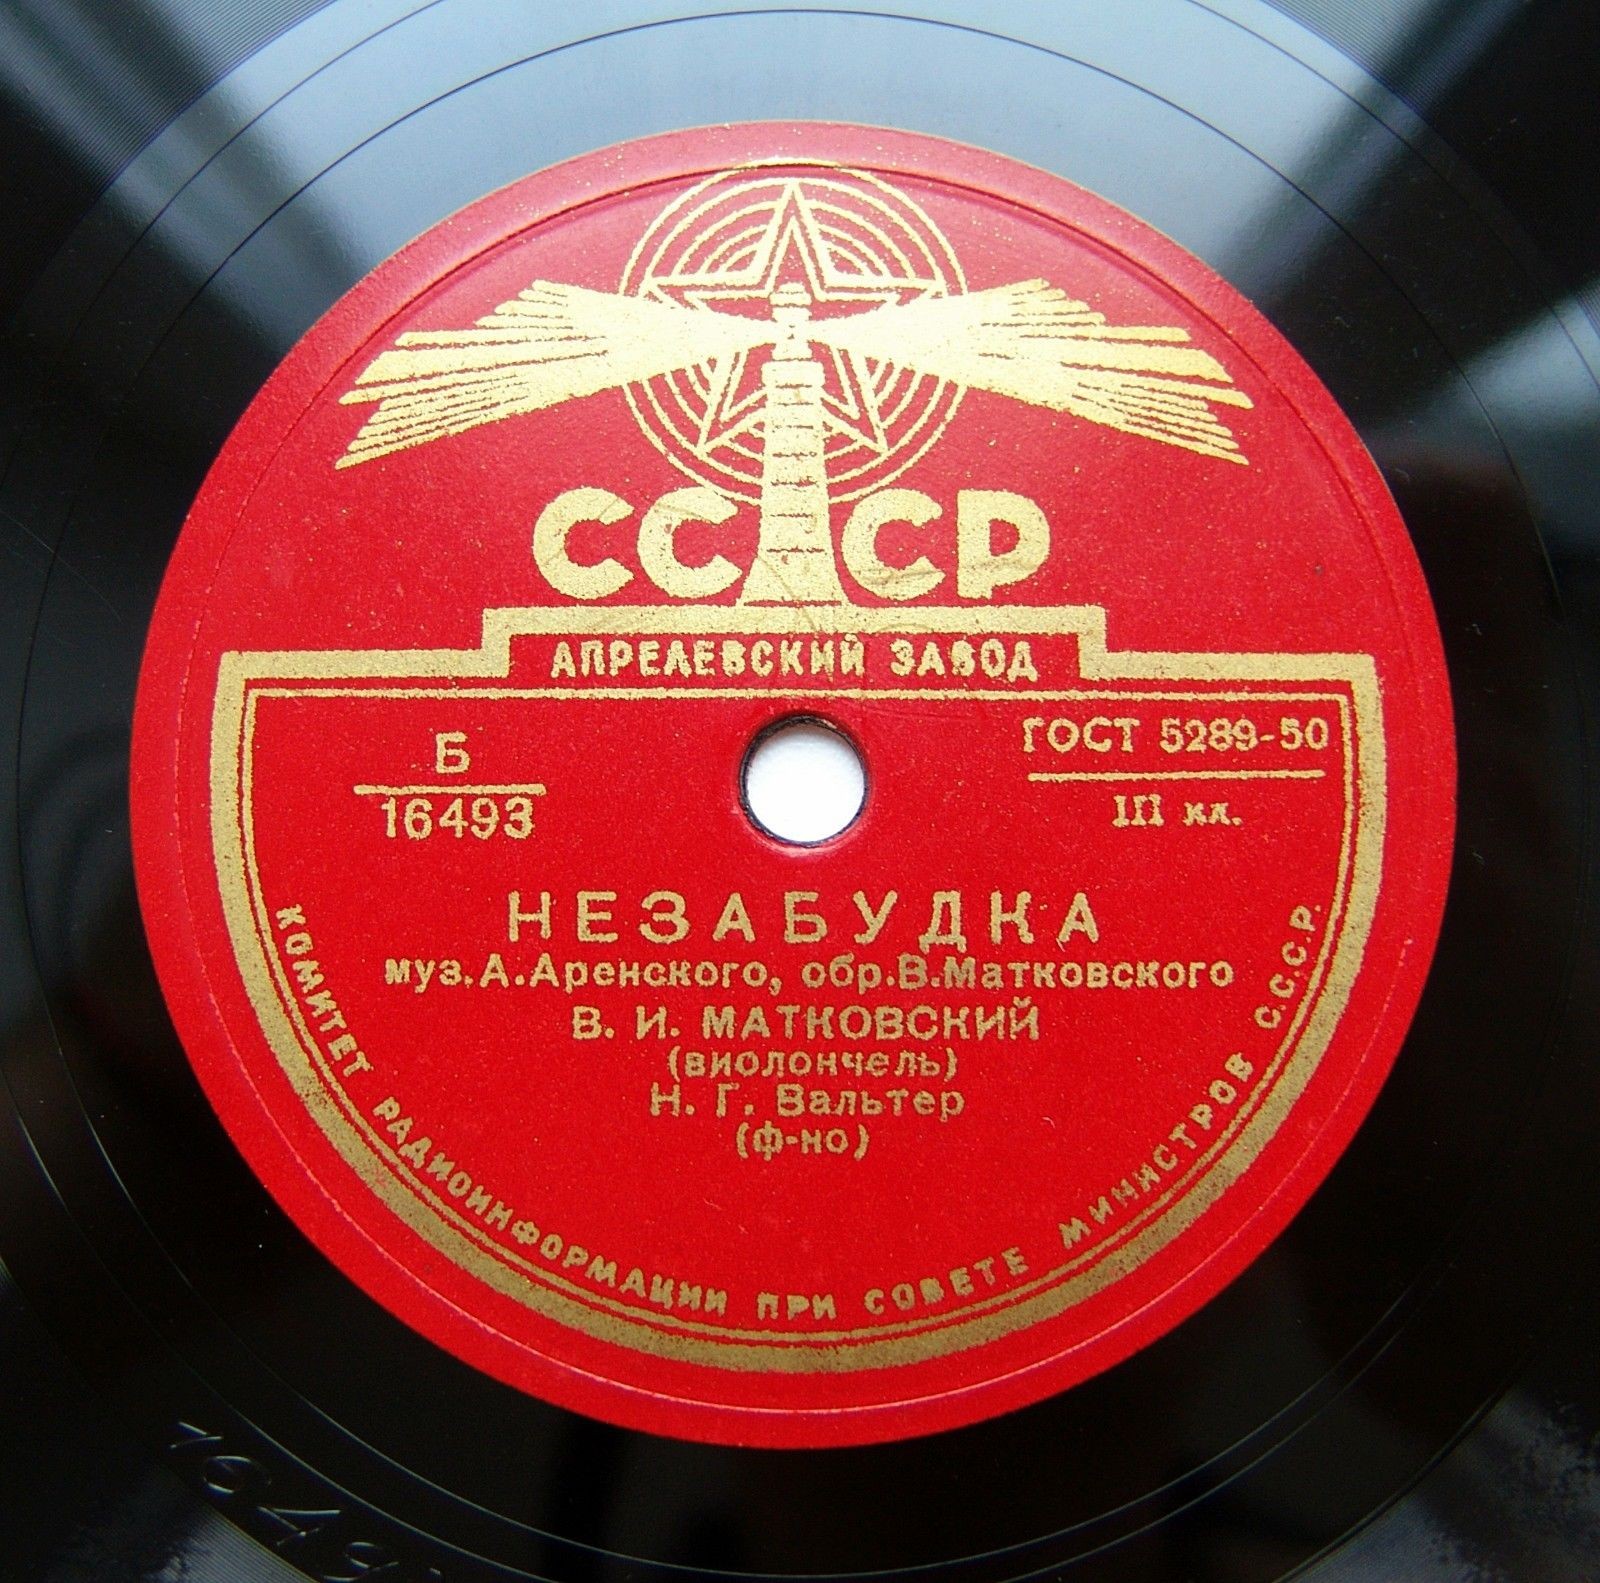 СССР
АПРЕЛЕВСКИЙ ЗАВОД
Б
16493
ГОСТ 5289-50
III кл.
НЕЗАБУДКА
муз. А. Аренского, обр. В. Матковского
В. И. МАТКОВСКИЙ
(виолончель)
Н. Г. Вальтер
(ф-но)
КОМИТЕТ РАДИОИНФОРМАЦИИ ПРИ СОВЕТЕ МИНИСТРОВ С.С.С.Р.